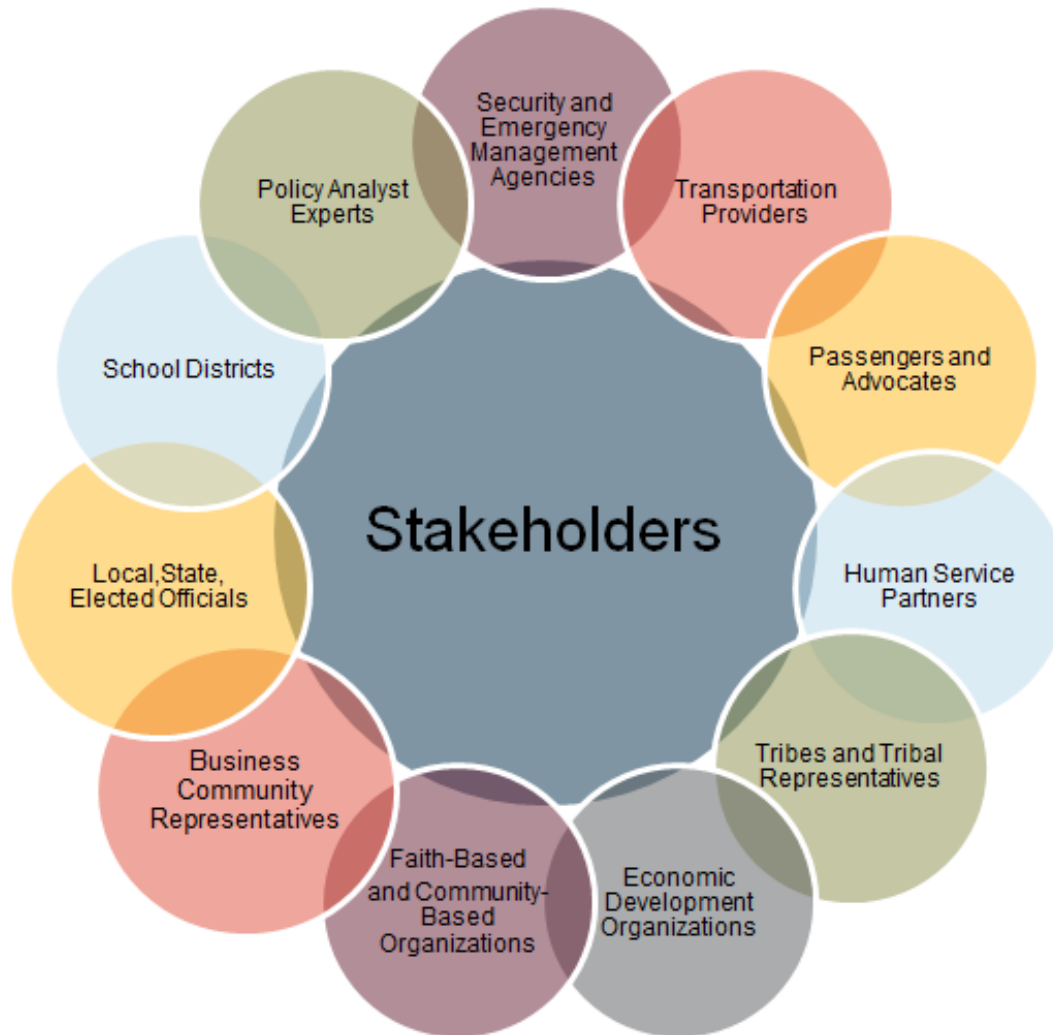 Security and
Emergency
Management
Agencies
Transportation
Providers
Passengers and
Advocates
Human Service
Partners
Tribes and Tribal
Representatives
Economic
Development
Organizations
Faith-Based
and Community-
Based
Organizations
Business
Community
Representatives
Local,State,
Elected Officials
School Districts
Policy Analyst
Experts
Stakeholders